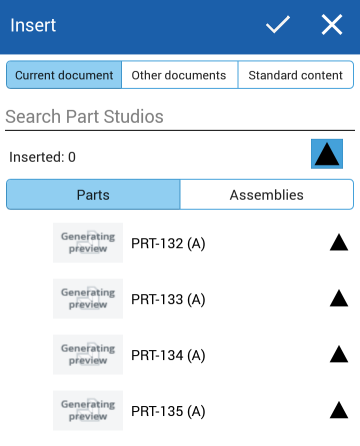 Insert
Current document Other documents Standard content
Search Part Studios
Inserted: 0
Parts Assemblies
Generating
preview
PRT-132 (A)
Generating
preview
PRT-133 (A)
Generating
preview
PRT-134 (A)
Generating
preview
PRT-135 (A)